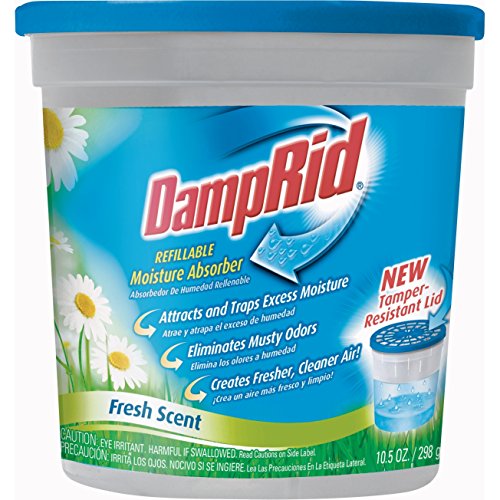 DampRid®
REFILLABLE
Moisture Absorber
Absorbedor De Humedad Rellenable
Attracts and Traps Excess Moisture
Atrae y atrapa el exceso de humedad
Eliminates Musty Odors
Elimina los olores a humedad
Creates Fresher, Cleaner Air!
¡Crea un aire más fresco y limpio!
NEW
Tamper-
Resistant Lid
Fresh Scent
CAUTION: EYE IRRITANT. HARMFUL IF SWALLOWED. Read Cautions on Side Label.
PRECAUCIÓN: IRRITA LOS OJOS. NOCIVO SI SE INGIERE. Lea Las Precauciones En La Etiqueta Lateral.
10.5 OZ. / 298 g